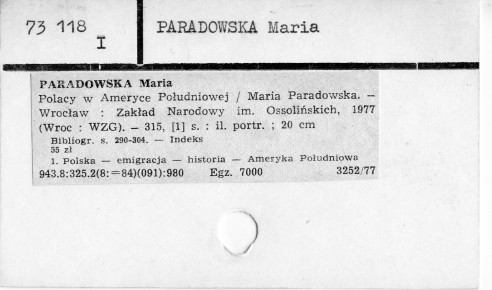 73 118
I
PARADOWSKA Maria
PARADOWSKA Maria
Polacy w Ameryce Południowej / Maria Paradowska. —
Wrocław : Zakład Narodowy im. Ossolińskich, 1977
(Wroc : WZG). — 315, [1] s. : il. portr. ; 20 cm
Bibliogr. s. 290-304. — Indeks
55 zł
1. Polska — emigracja — historia — Ameryka Południowa
943.8:325.2(8:=84)(091):980 Egz. 7000 3252/77